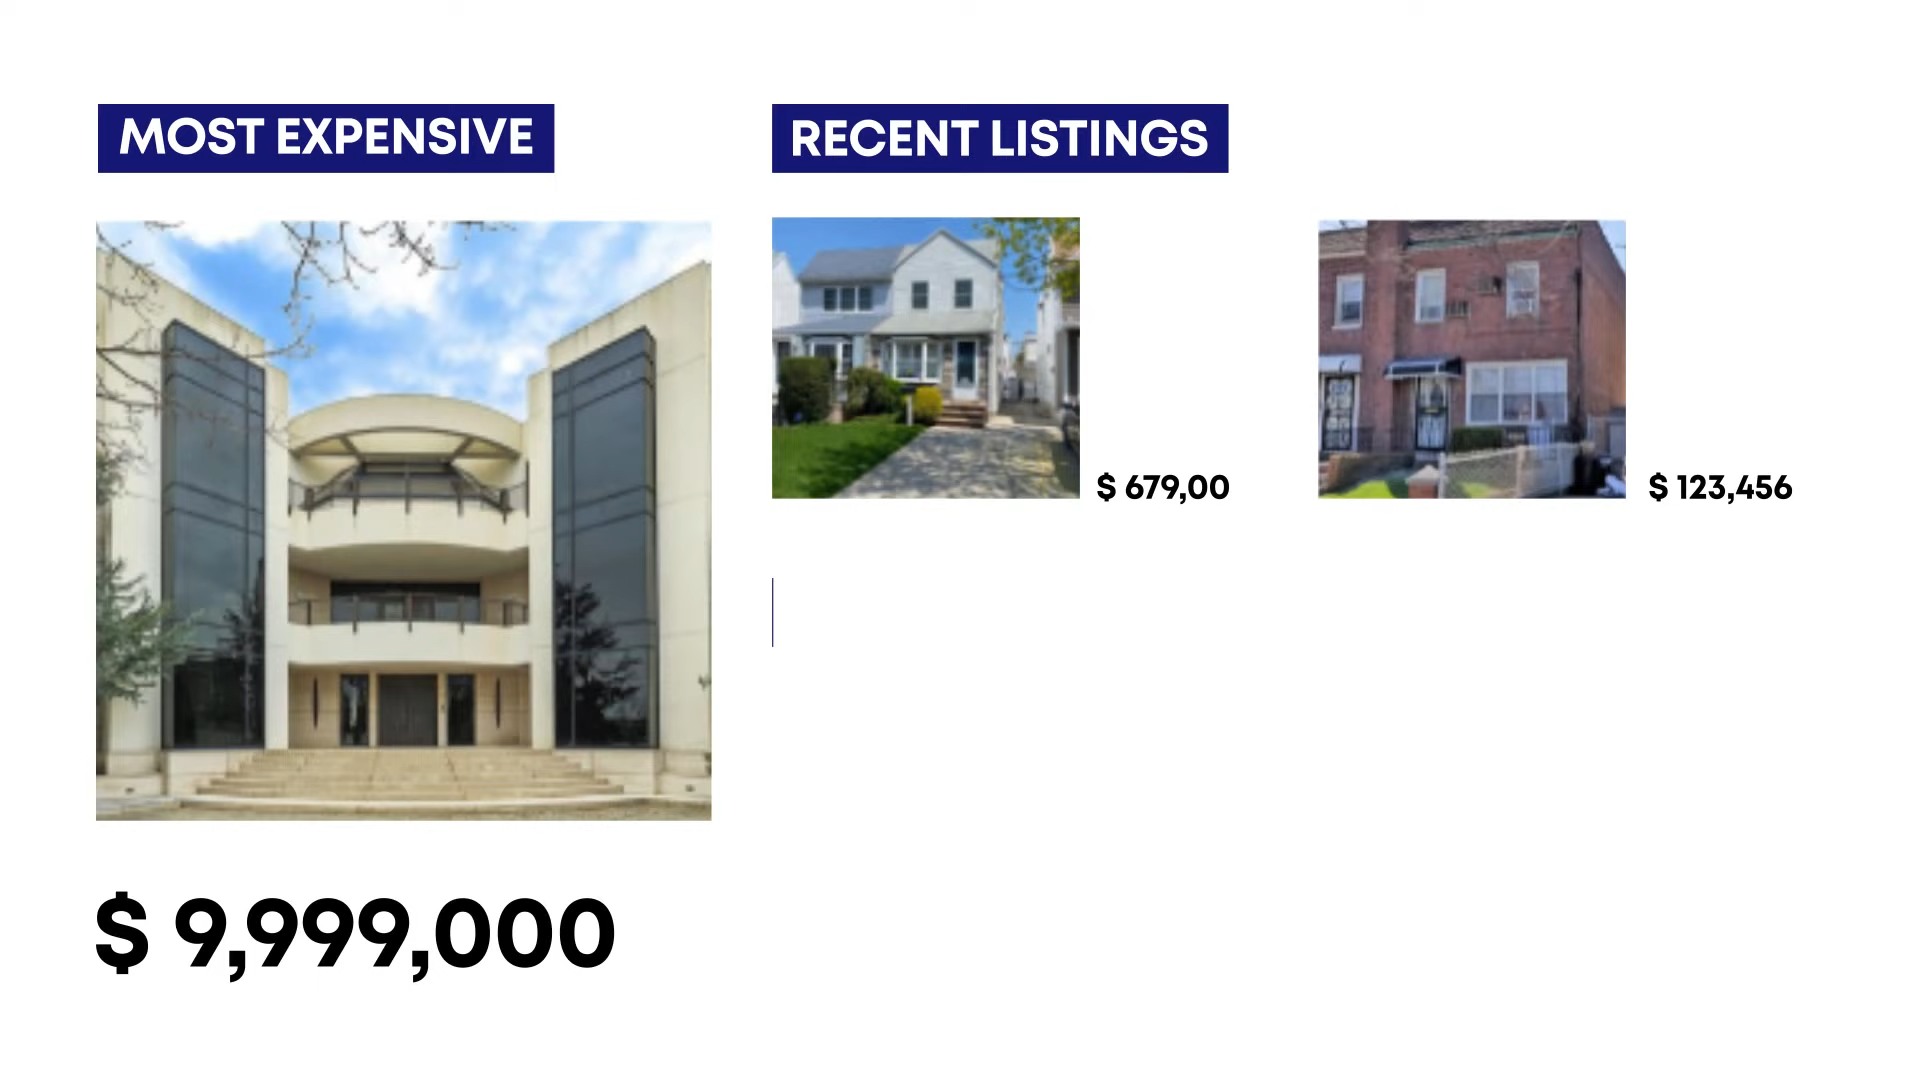 MOST EXPENSIVE
$ 9,999,000
RECENT LISTINGS
$ 679,00
$ 123,456